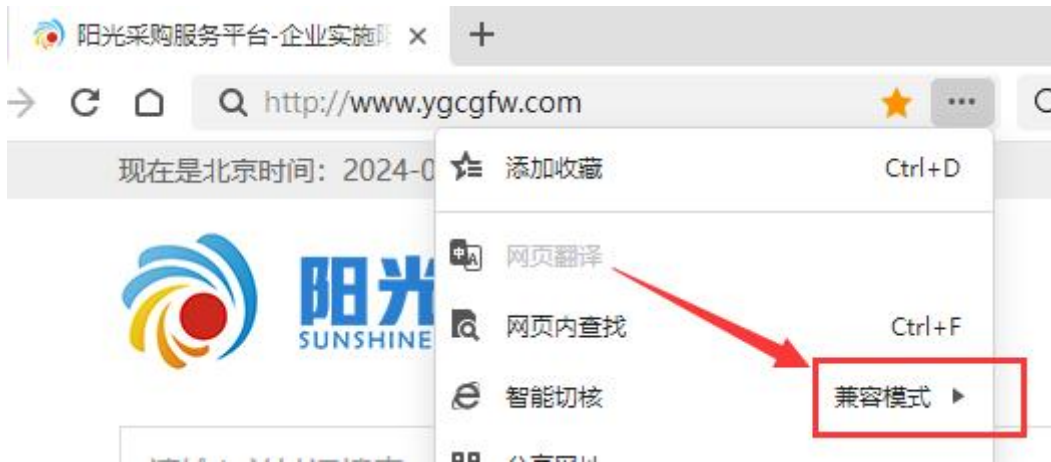 阳光采购服务平台-企业实施
http://www.ygcgfw.com
现在是北京时间：2024-0
添加收藏 Ctrl+D
网页翻译
阳光
SUNSHINE
网页内查找 Ctrl+F
智能切核 兼容模式